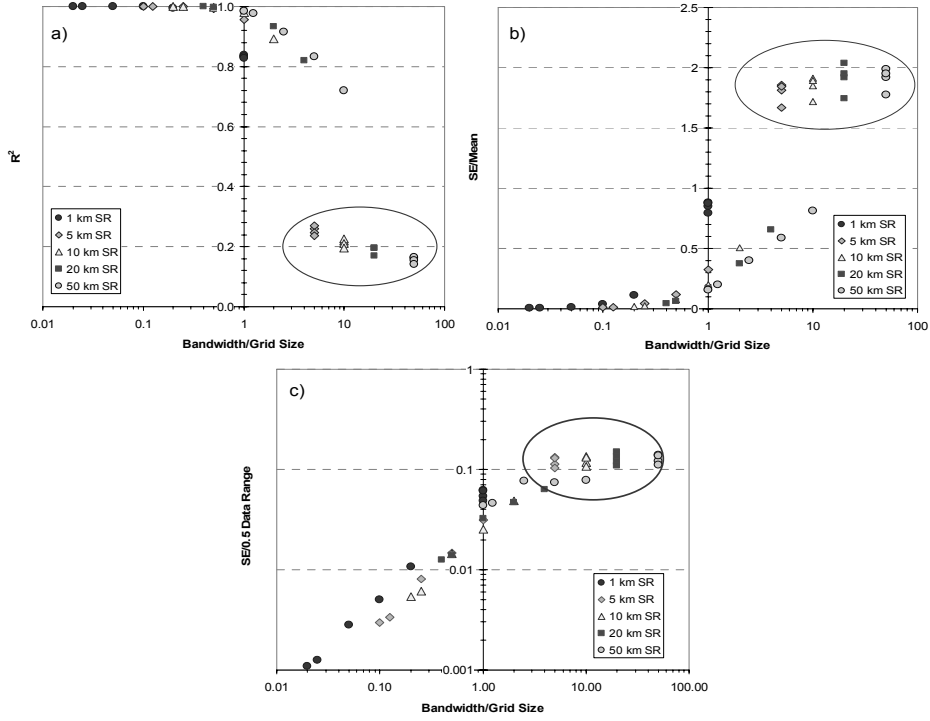 a)
R²
1.0
0.8
0.6
0.4
0.2
0.0
1 km SR
5 km SR
10 km SR
20 km SR
50 km SR
0.01 0.1 1 10 100
Bandwidth/Grid Size
b)
SE/Mean
2.5
2
1.5
1
0.5
0
1 km SR
5 km SR
10 km SR
20 km SR
50 km SR
0.01 0.1 1 10 100
Bandwidth/Grid Size
c)
SE/0.5 Data Range
1
0.1
0.01
0.001
1 km SR
5 km SR
10 km SR
20 km SR
50 km SR
0.01 0.10 1.00 10.00 100.00
Bandwidth/Grid Size